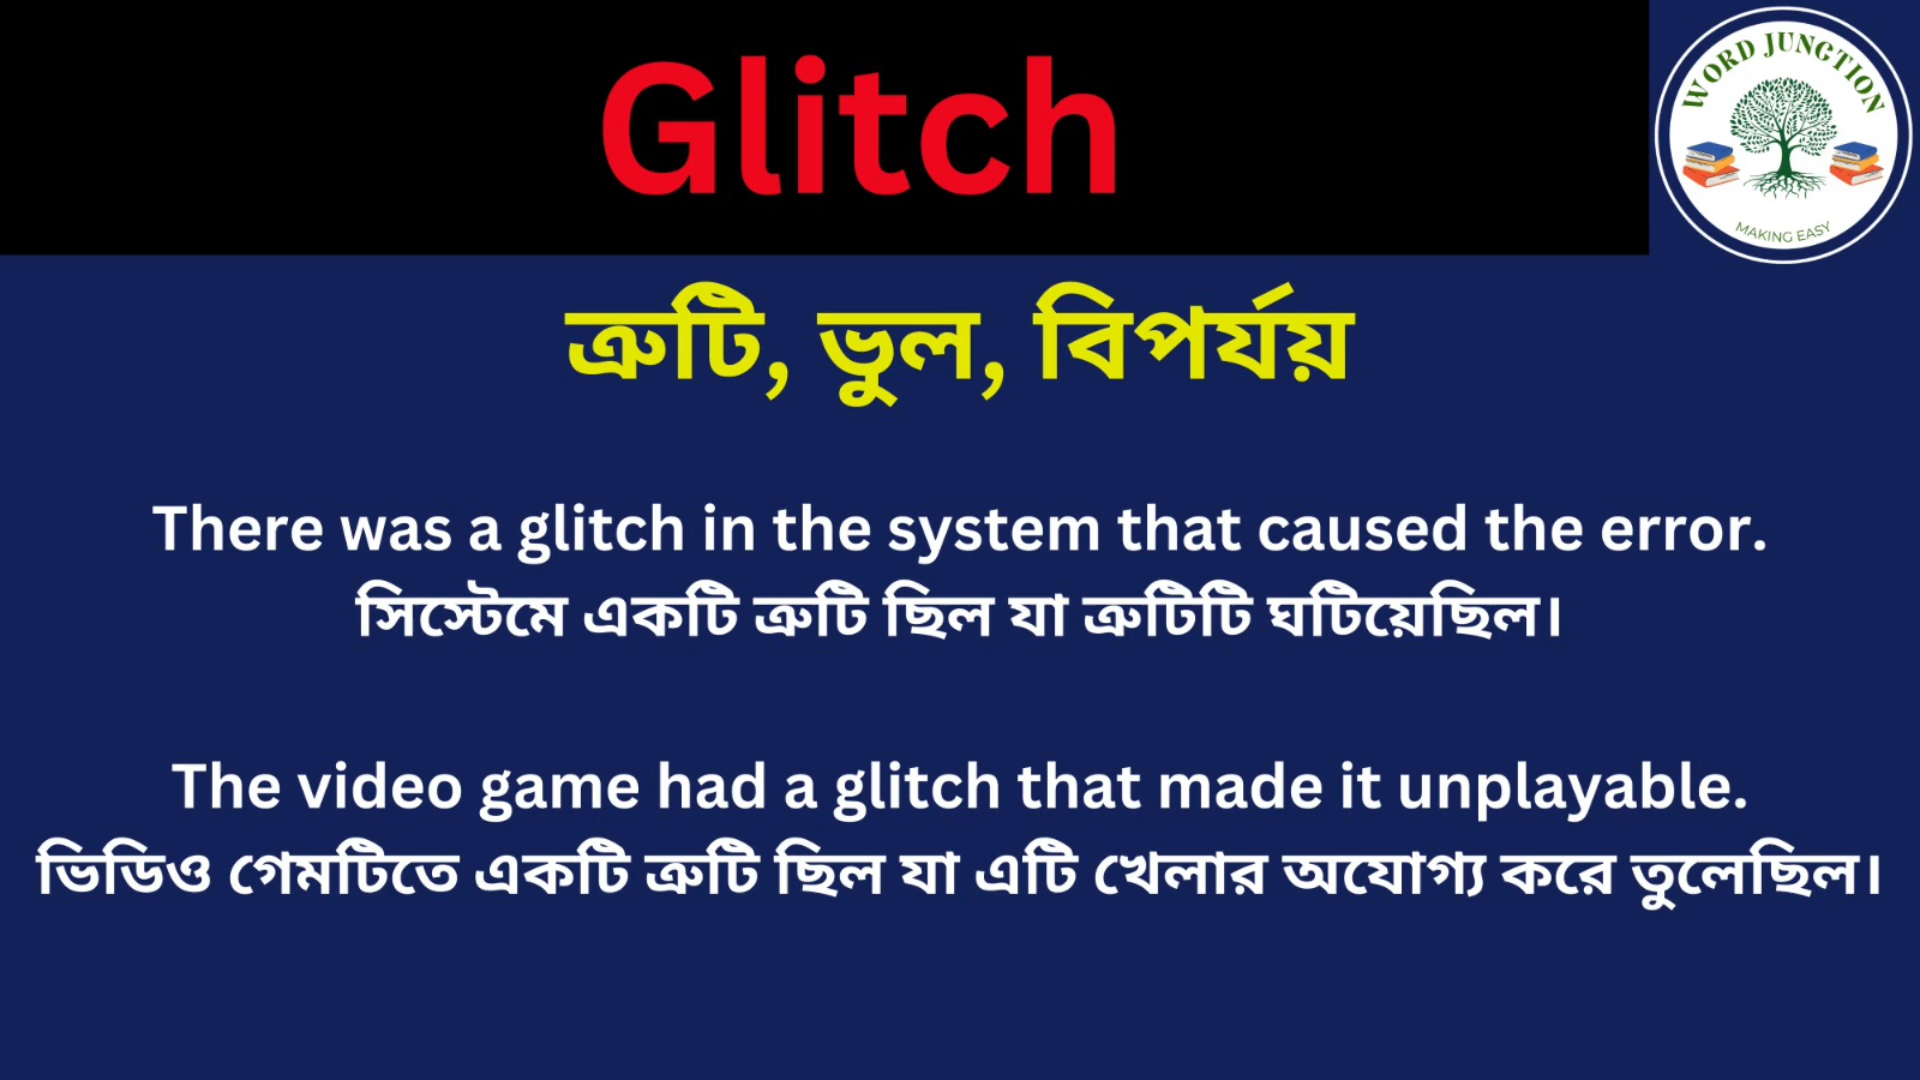 Glitch
WORD JUNCTION
MAKING EASY
ত্রুটি, ভুল, বিপর্যয়
There was a glitch in the system that caused the error.
সিস্টেমে একটি ত্রুটি ছিল যা ত্রুটিটি ঘটিয়েছিল।
The video game had a glitch that made it unplayable.
ভিডিও গেমটিতে একটি ত্রুটি ছিল যা এটি খেলার অযোগ্য করে তুলেছিল।